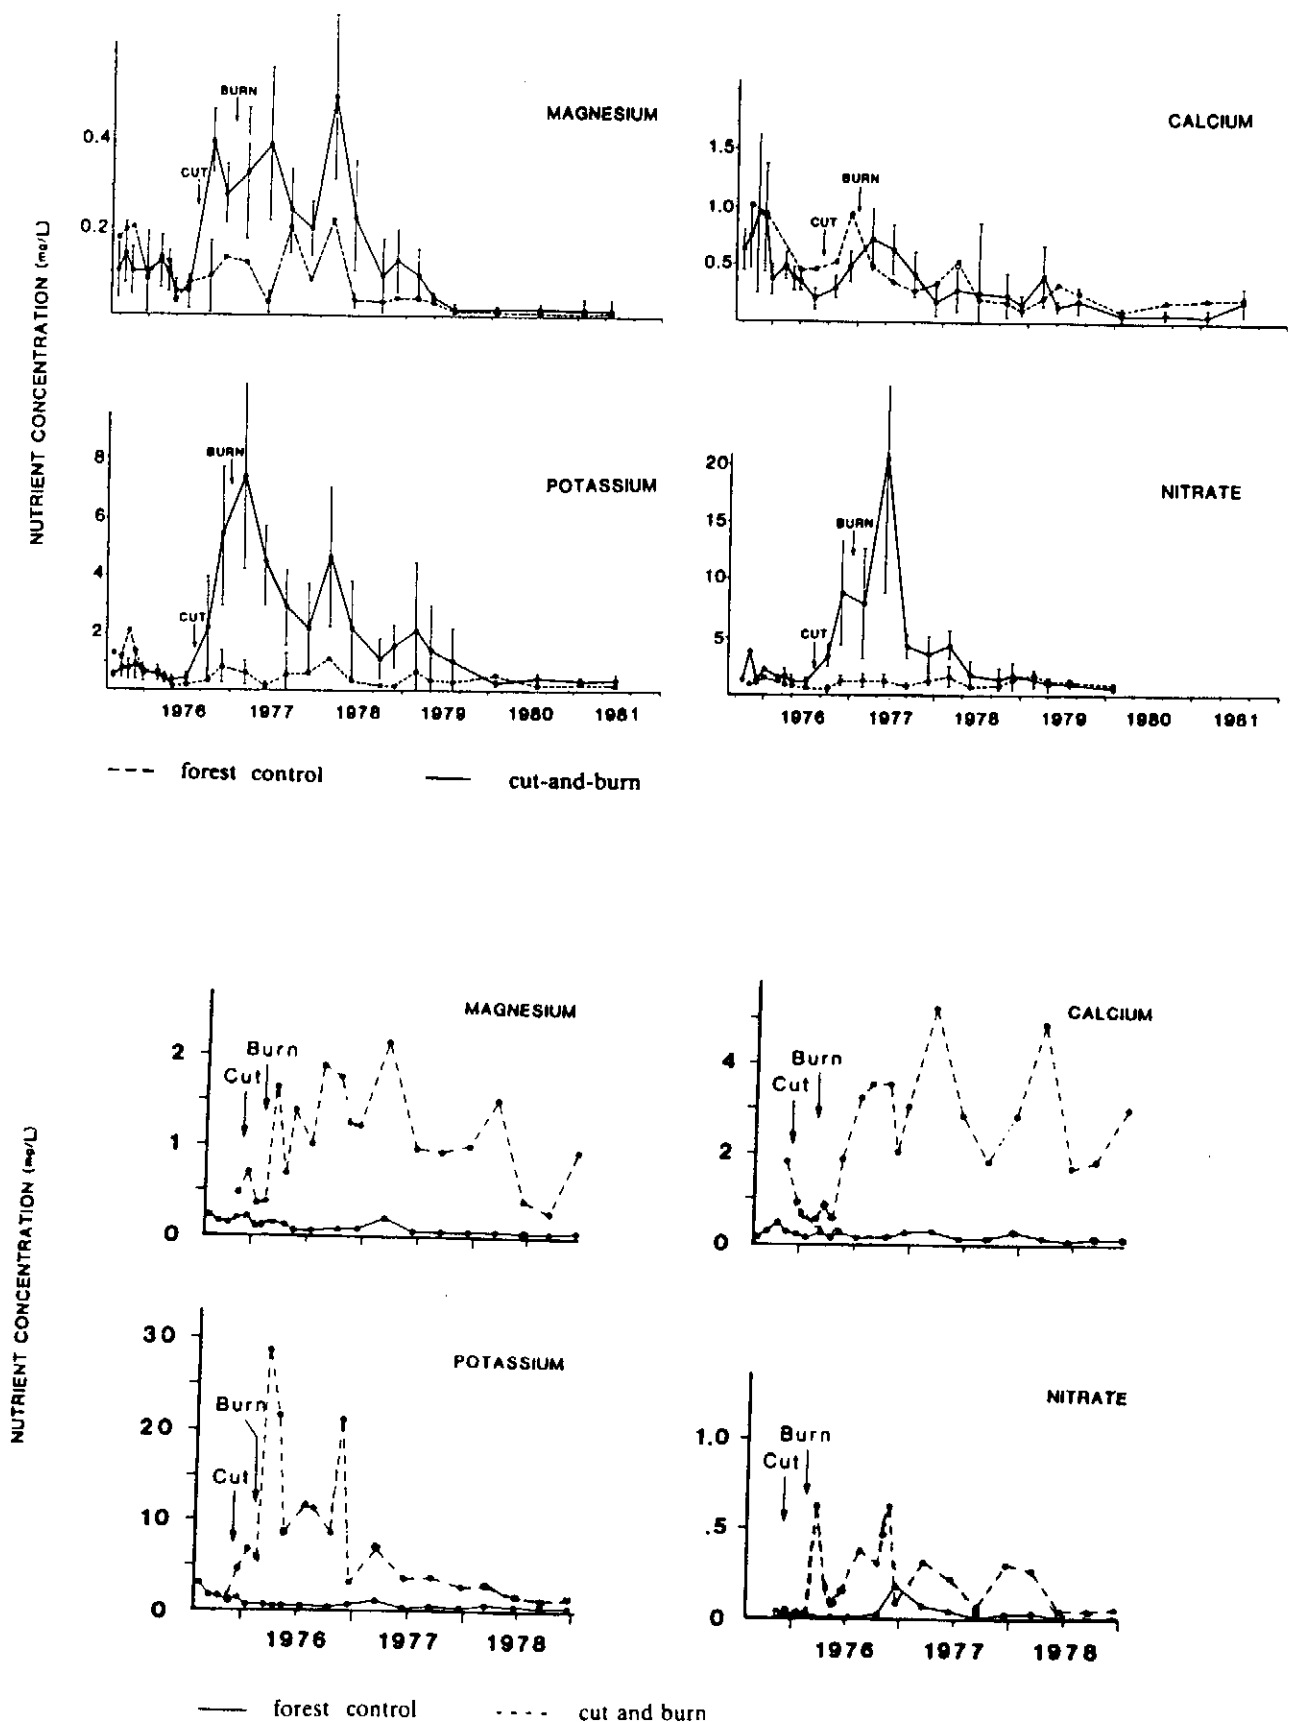 MAGNESIUM
NUTRIENT CONCENTRATION (mg/L)
0.4
0.2
BURN
CUT
CALCIUM
1.5
1.0
0.5
BURN
CUT
POTASSIUM
8
6
4
2
BURN
CUT
1976 1977 1978 1979 1980 1981
NITRATE
20
15
10
5
BURN
CUT
1976 1977 1978 1979 1980 1981
forest control cut-and-burn
MAGNESIUM
NUTRIENT CONCENTRATION (mg/L)
2
1
0
Burn
Cut
CALCIUM
4
2
0
Burn
Cut
POTASSIUM
30
20
10
0
Burn
Cut
1976 1977 1978
NITRATE
1.0
.5
0
Burn
Cut
1976 1977 1978
forest control cut and burn